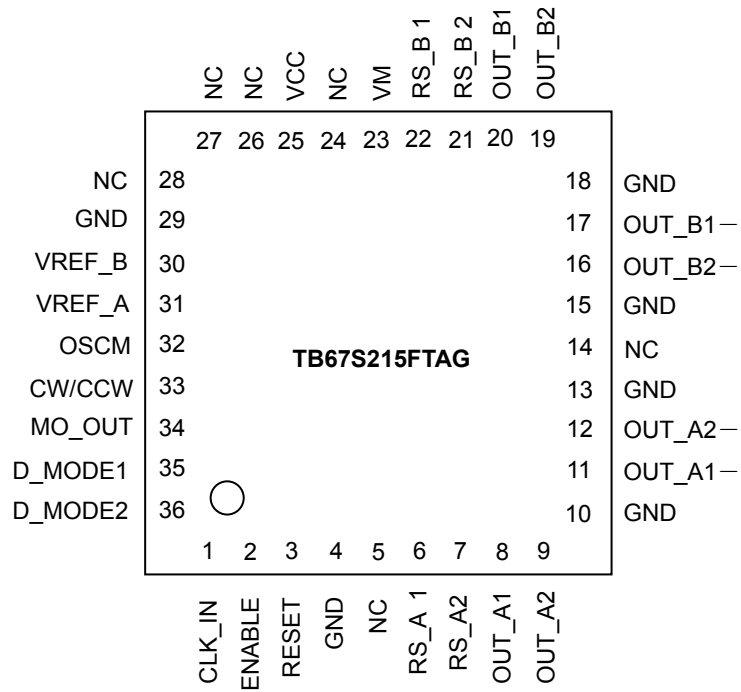 NC NC VCC NC VM RS_B 1 RS_B 2 OUT_B1 OUT_B2
27 26 25 24 23 22 21 20 19
NC 28 18 GND
GND 29 17 OUT_B1—
VREF_B 30 16 OUT_B2—
VREF_A 31 15 GND
OSCM 32 14 NC
TB67S215FTAG
CW/CCW 33 13 GND
MO_OUT 34 12 OUT_A2—
D_MODE1 35 11 OUT_A1—
D_MODE2 36 10 GND
1 2 3 4 5 6 7 8 9
CLK_IN ENABLE RESET GND NC RS_A 1 RS_A2 OUT_A1 OUT_A2